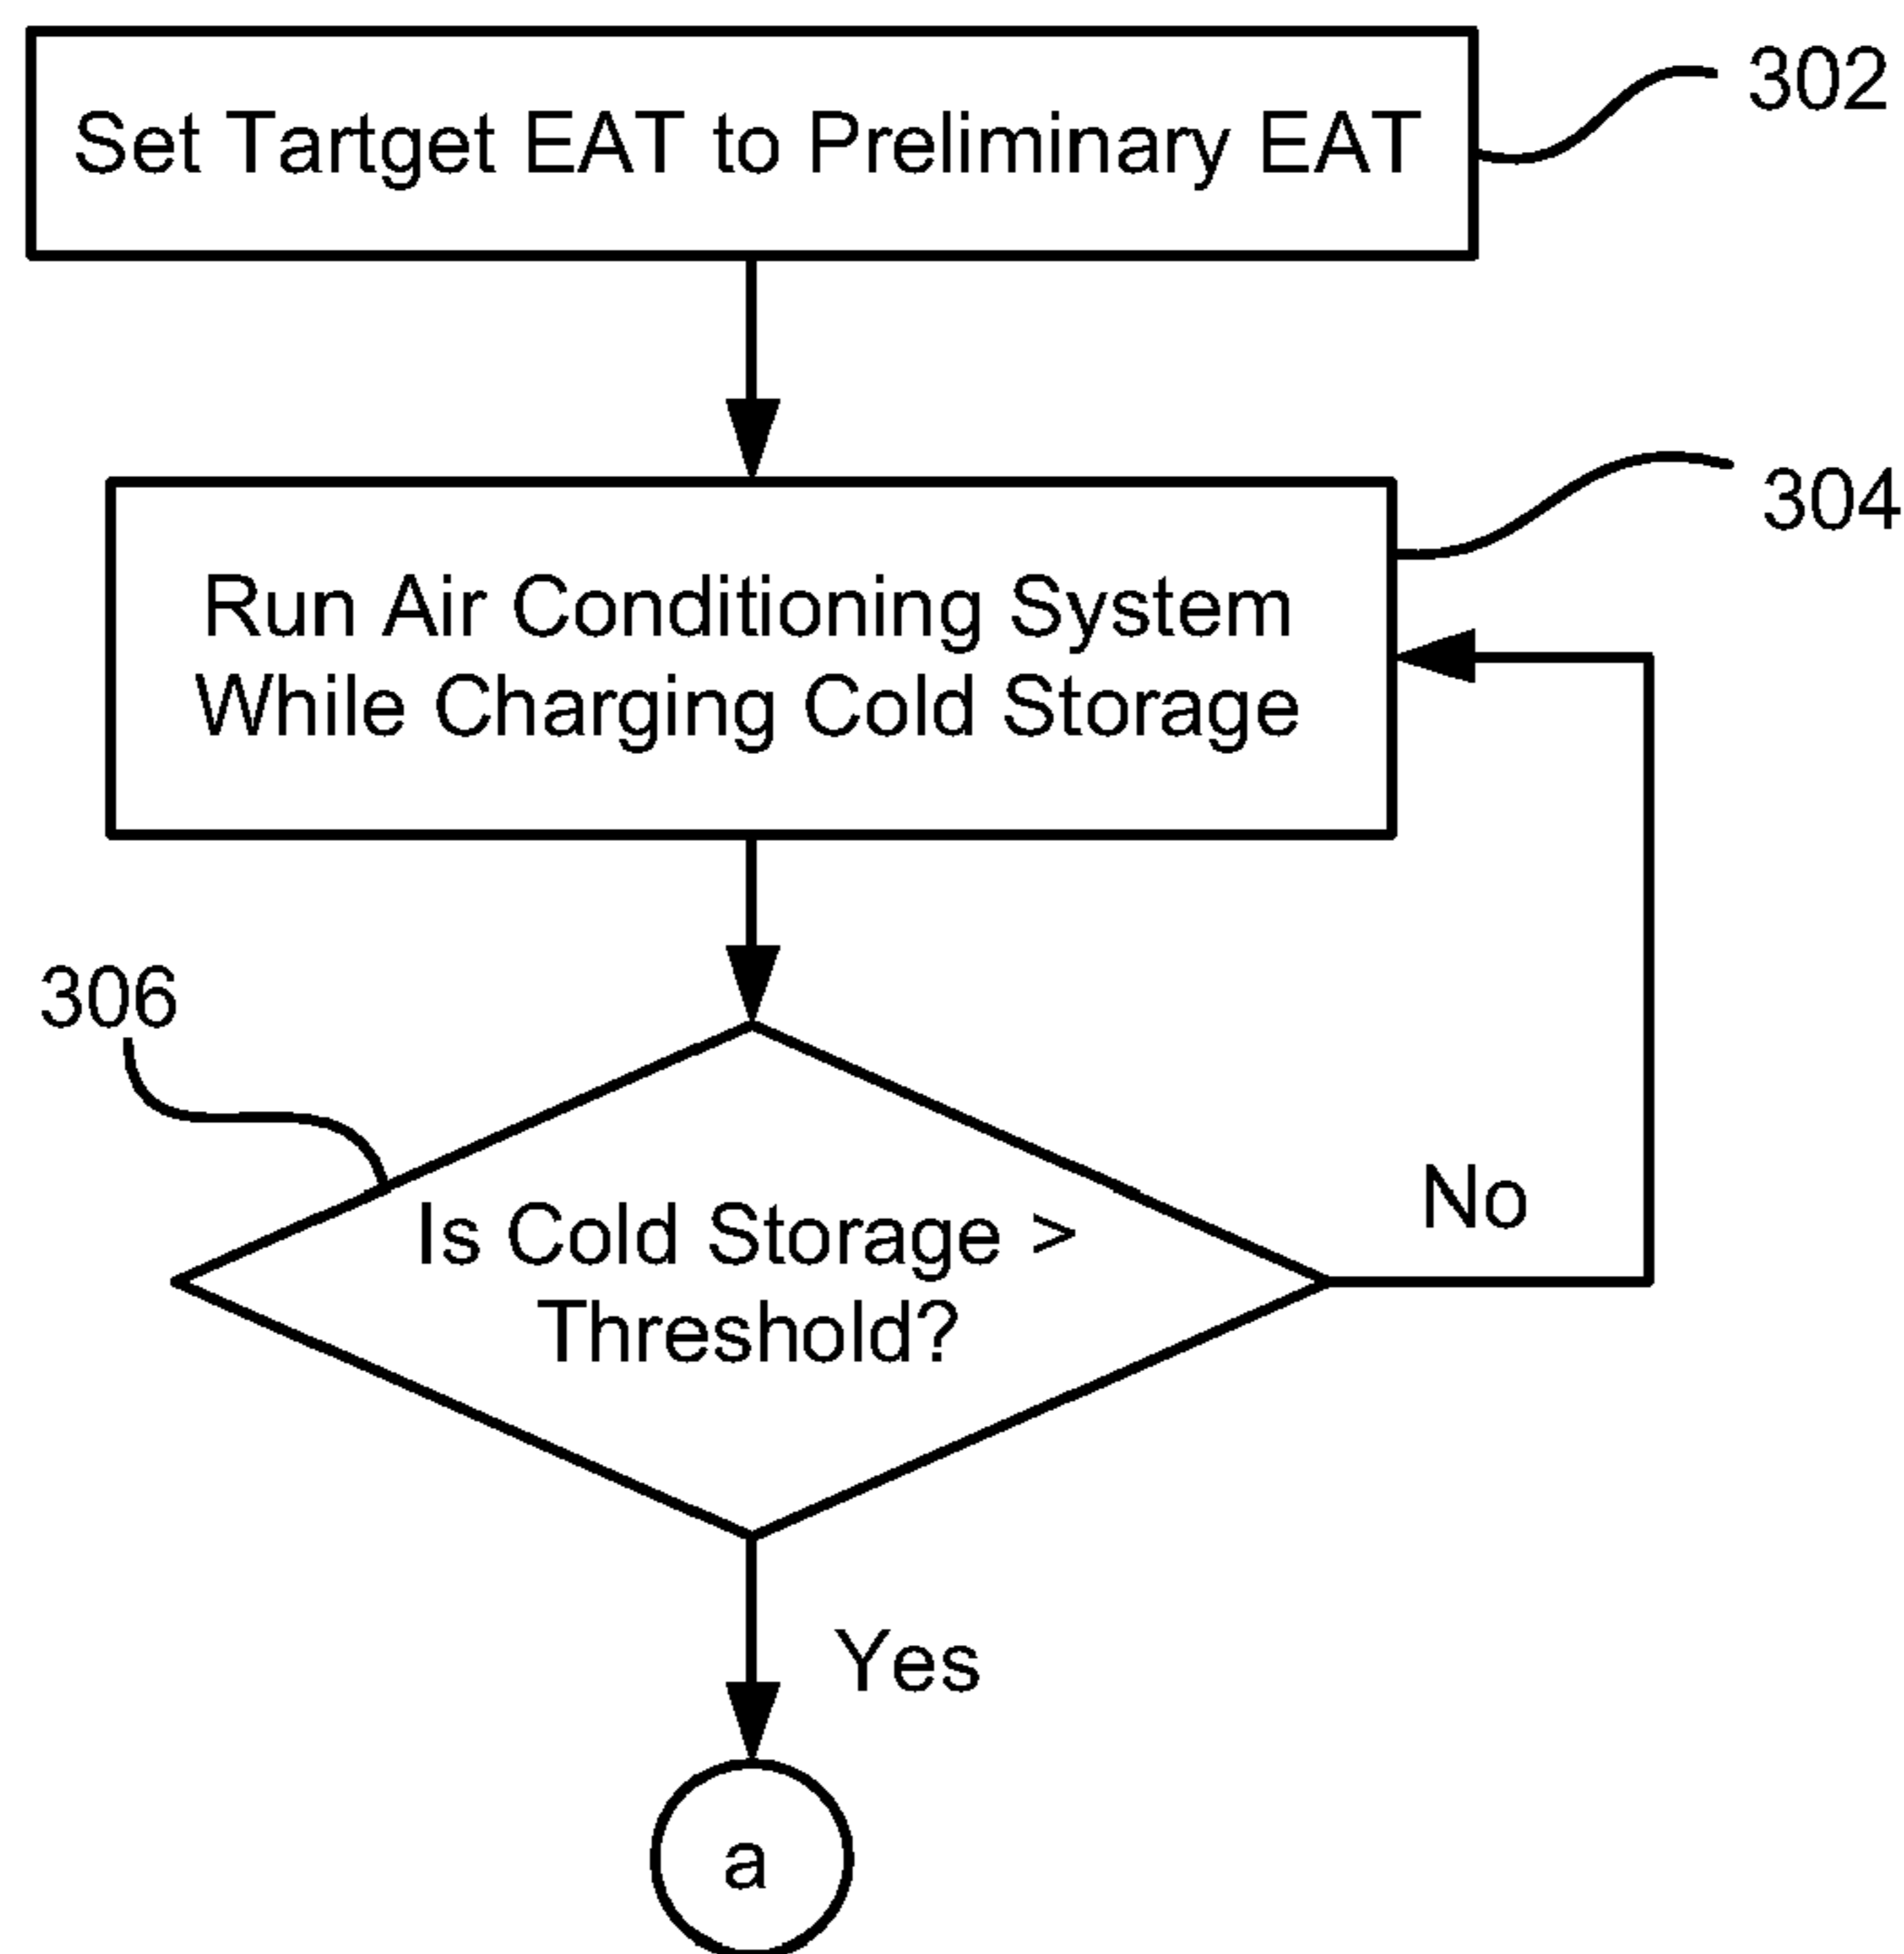 Set Tartget EAT to Preliminary EAT
302
Run Air Conditioning System
While Charging Cold Storage
304
306
Is Cold Storage >
Threshold?
No
Yes
a